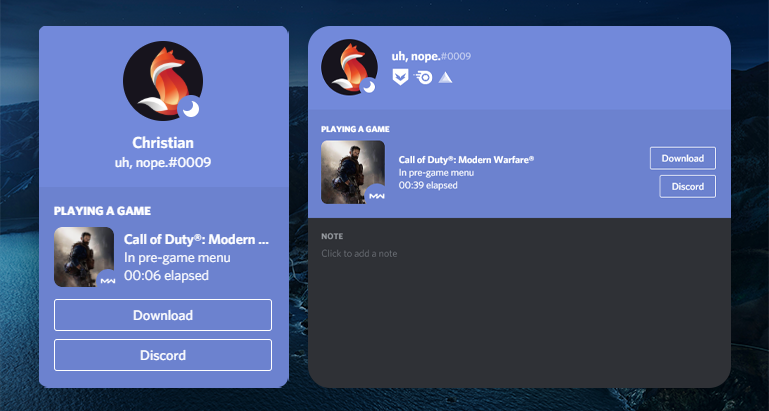 Christian
uh, nope.#0009
PLAYING A GAME
Call of Duty®: Modern ...
In pre-game menu
00:06 elapsed
Download
Discord
uh, nope.#0009
PLAYING A GAME
Call of Duty®: Modern Warfare®
In pre-game menu
00:39 elapsed
Download
Discord
NOTE
Click to add a note